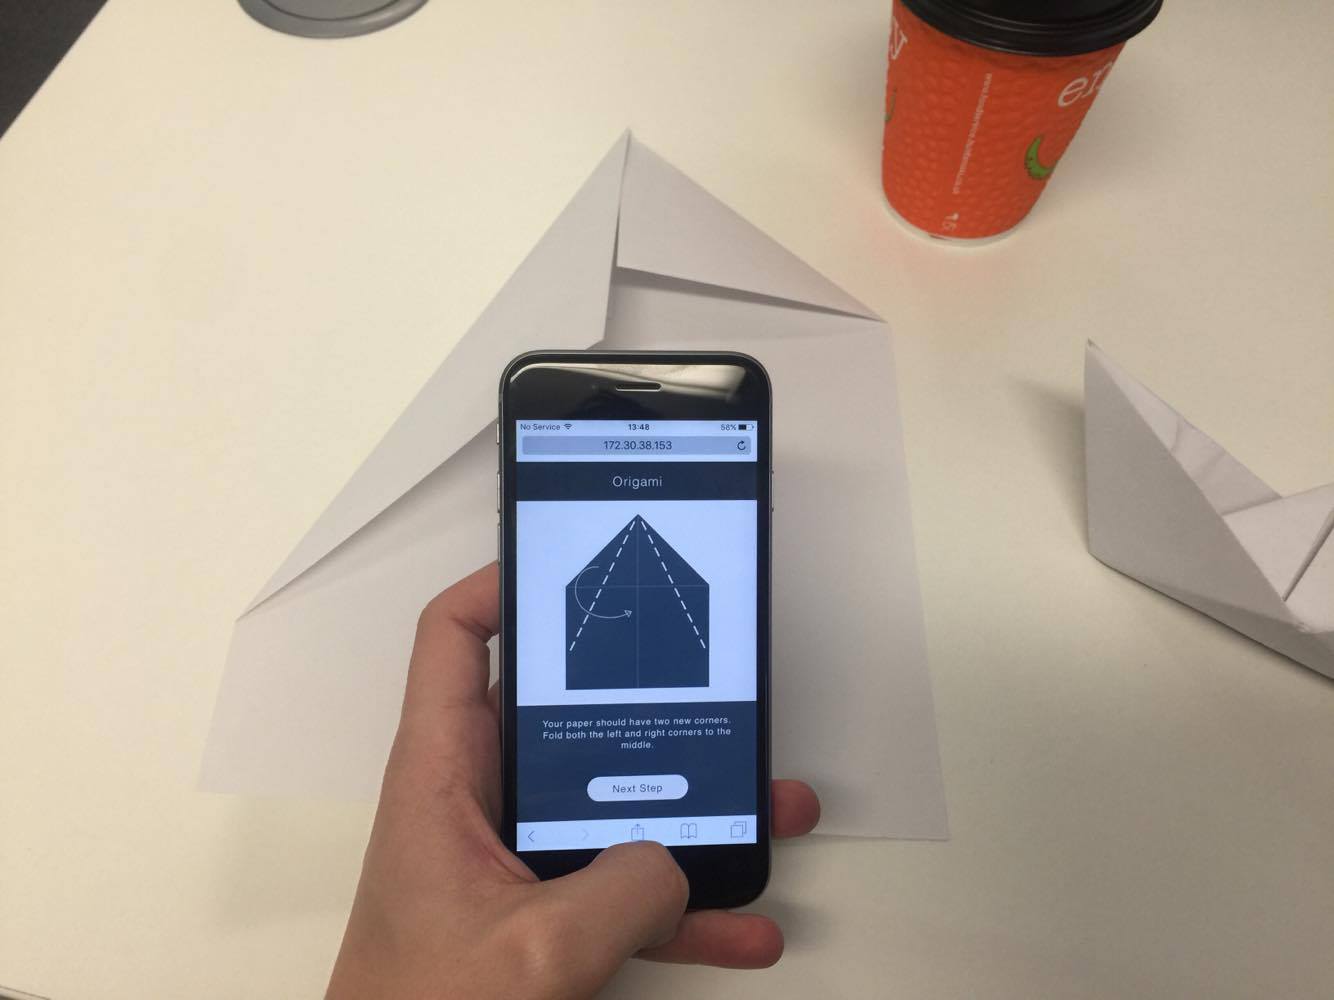 No Service
13:48
58%
172.30.38.153
Origami
Your paper should have two new corners.
Fold both the left and right corners to the
middle.
Next Step